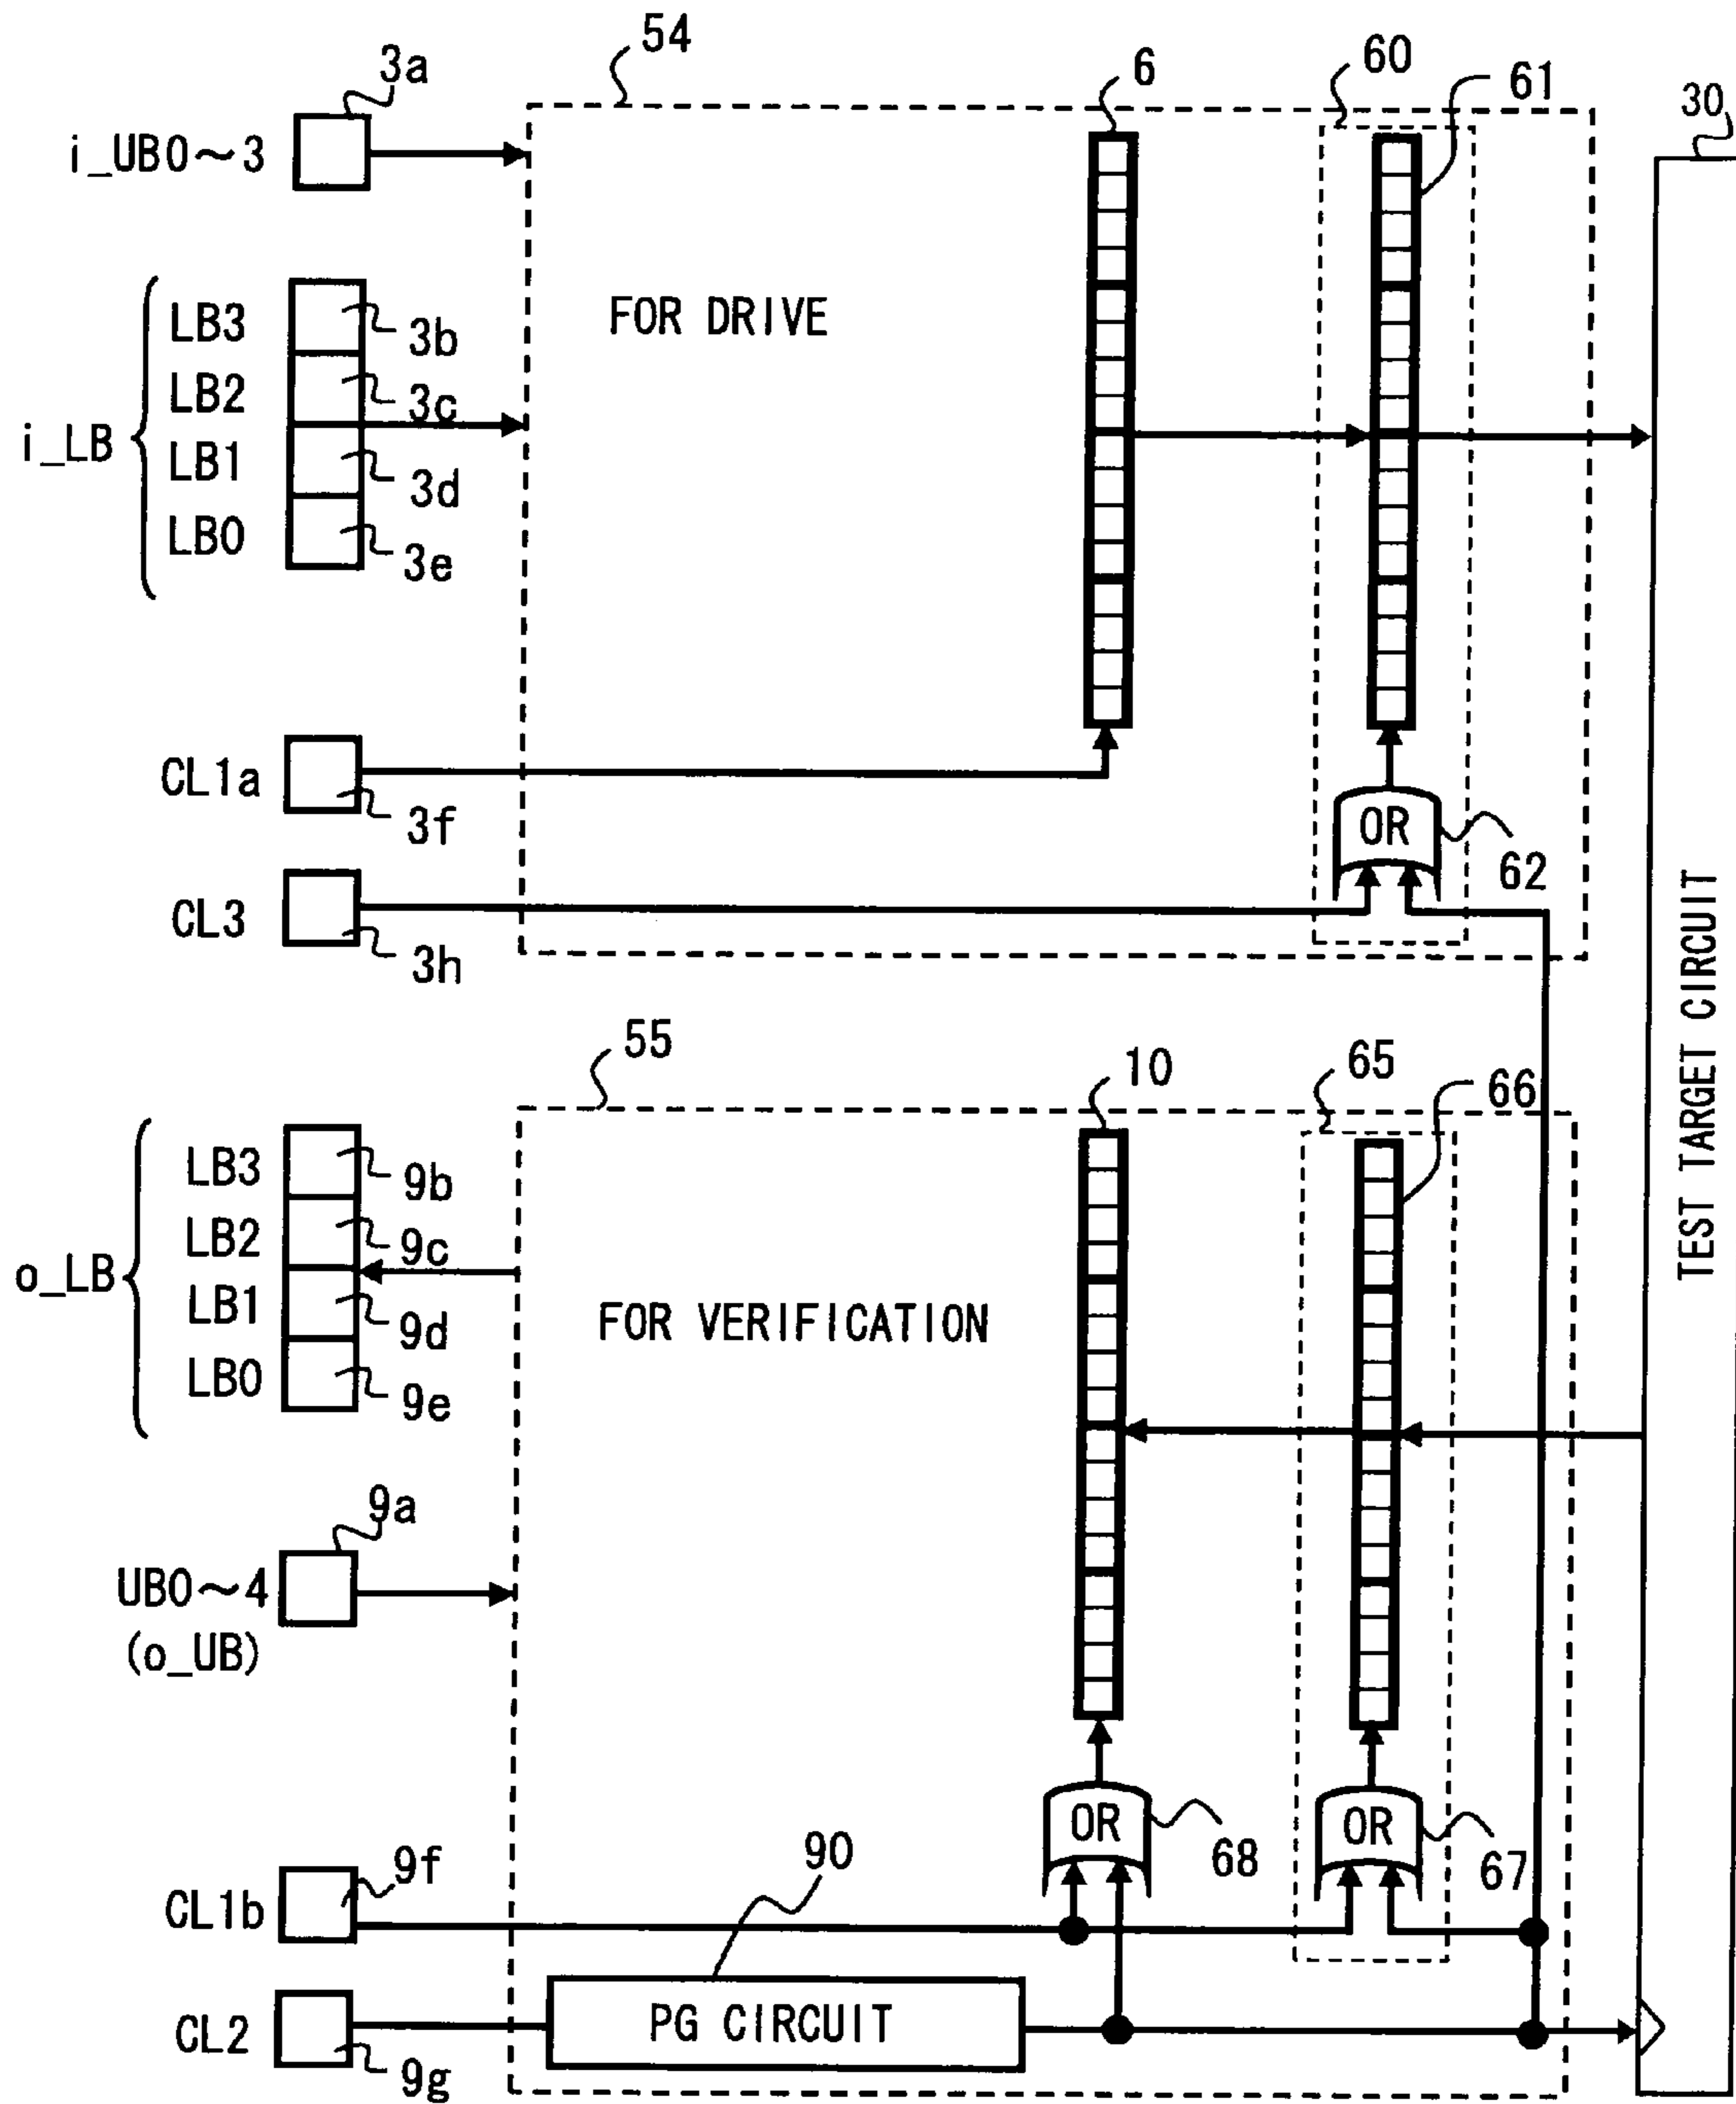 54
60
3a
6
61
30
i_UB0～3
LB3
3b
FOR DRIVE
LB2
3c
i_LB
LB1
3d
LB0
3e
CL1a
3f
OR
62
CL3
3h
TEST TARGET CIRCUIT
55
10
65
66
LB3
9b
LB2
9c
o_LB
LB1
9d
FOR VERIFICATION
LB0
9e
9a
UB0～4
(o_UB)
OR
68
OR
67
90
9f
CL1b
CL2
PG CIRCUIT
9g